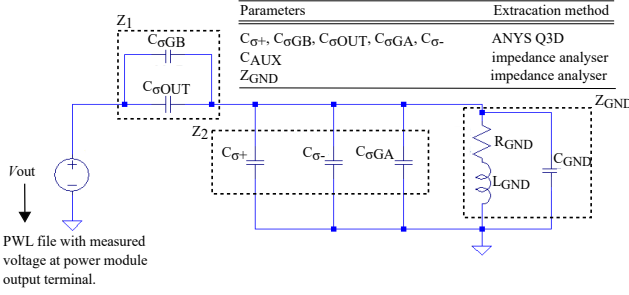 Parameters Extracation method
Cσ+, CσGB, CσOUT, CσGA, Cσ- ANYS Q3D
CAUX impedance analyser
ZGND impedance analyser
Z1
CσGB
CσOUT
Z2
Cσ+ Cσ- CσGA
ZGND
RGND
LGND
CGND
Vout
PWL file with measured
voltage at power module
output terminal.